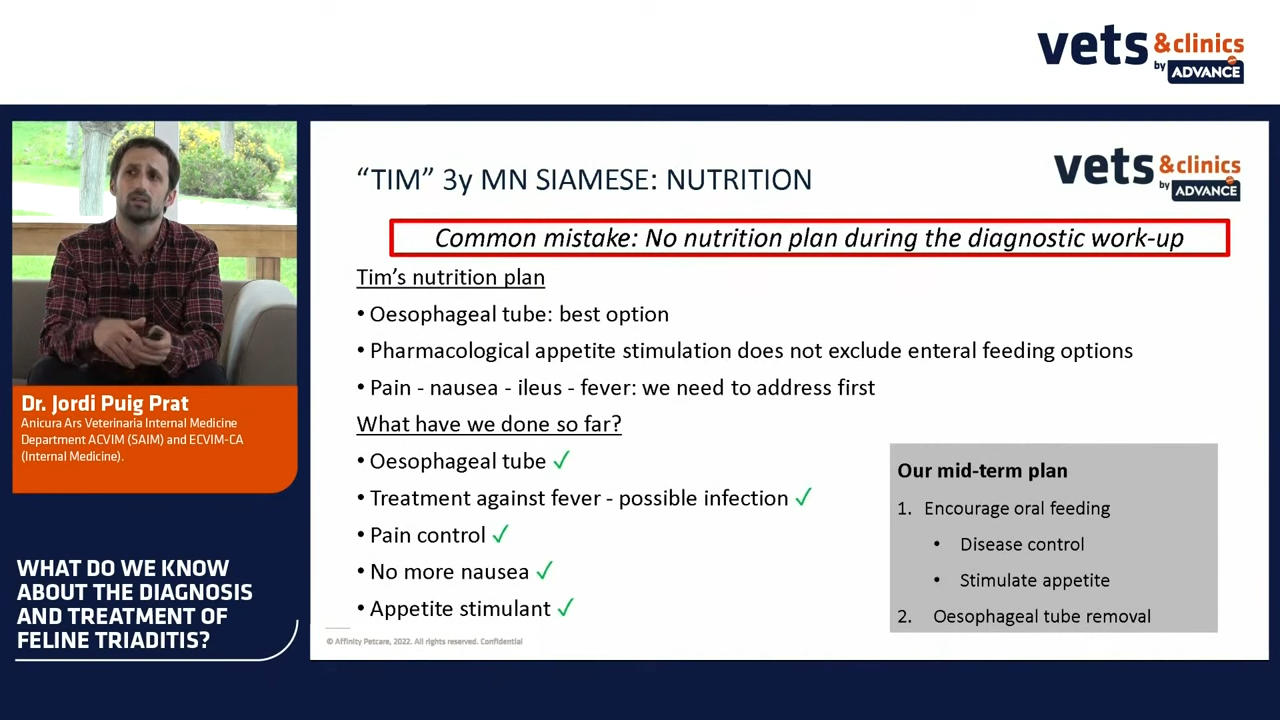 vets &clinics
by ADVANCE
vets &clinics
by ADVANCE
“TIM” 3y MN SIAMESE: NUTRITION
Common mistake: No nutrition plan during the diagnostic work-up
Tim’s nutrition plan
• Oesophageal tube: best option
• Pharmacological appetite stimulation does not exclude enteral feeding options
• Pain - nausea - ileus - fever: we need to address first
What have we done so far?
• Oesophageal tube ✓
• Treatment against fever - possible infection ✓
• Pain control ✓
• No more nausea ✓
• Appetite stimulant ✓
Our mid-term plan
1. Encourage oral feeding
• Disease control
• Stimulate appetite
2. Oesophageal tube removal
© Affinity Petcare, 2022. All rights reserved. Confidential
Dr. Jordi Puig Prat
Anicura Ars Veterinaria Internal Medicine
Department ACVIM (SAIM) and ECVIM-CA
(Internal Medicine).
WHAT DO WE KNOW
ABOUT THE DIAGNOSIS
AND TREATMENT OF
FELINE TRIADITIS?